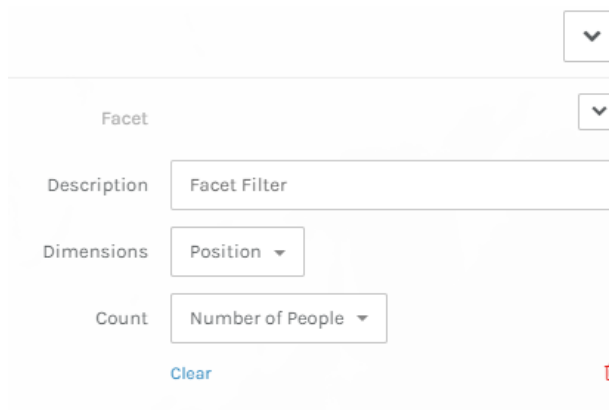 Facet
Description Facet Filter
Dimensions Position
Count Number of People
Clear